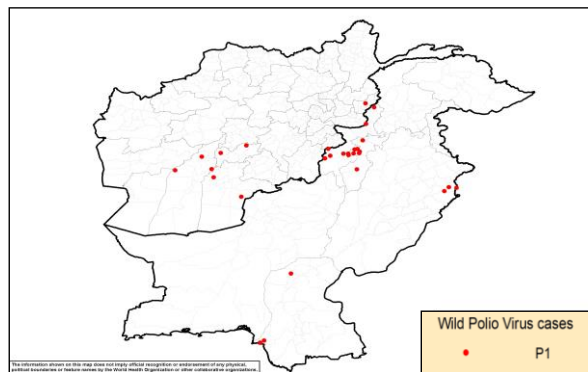 Wild Polio Virus cases
P1
The information shown on this map does not imply official recognition or endorsement of any physical,
political boundaries or feature names by the World Health Organization or other collaborative organizations.